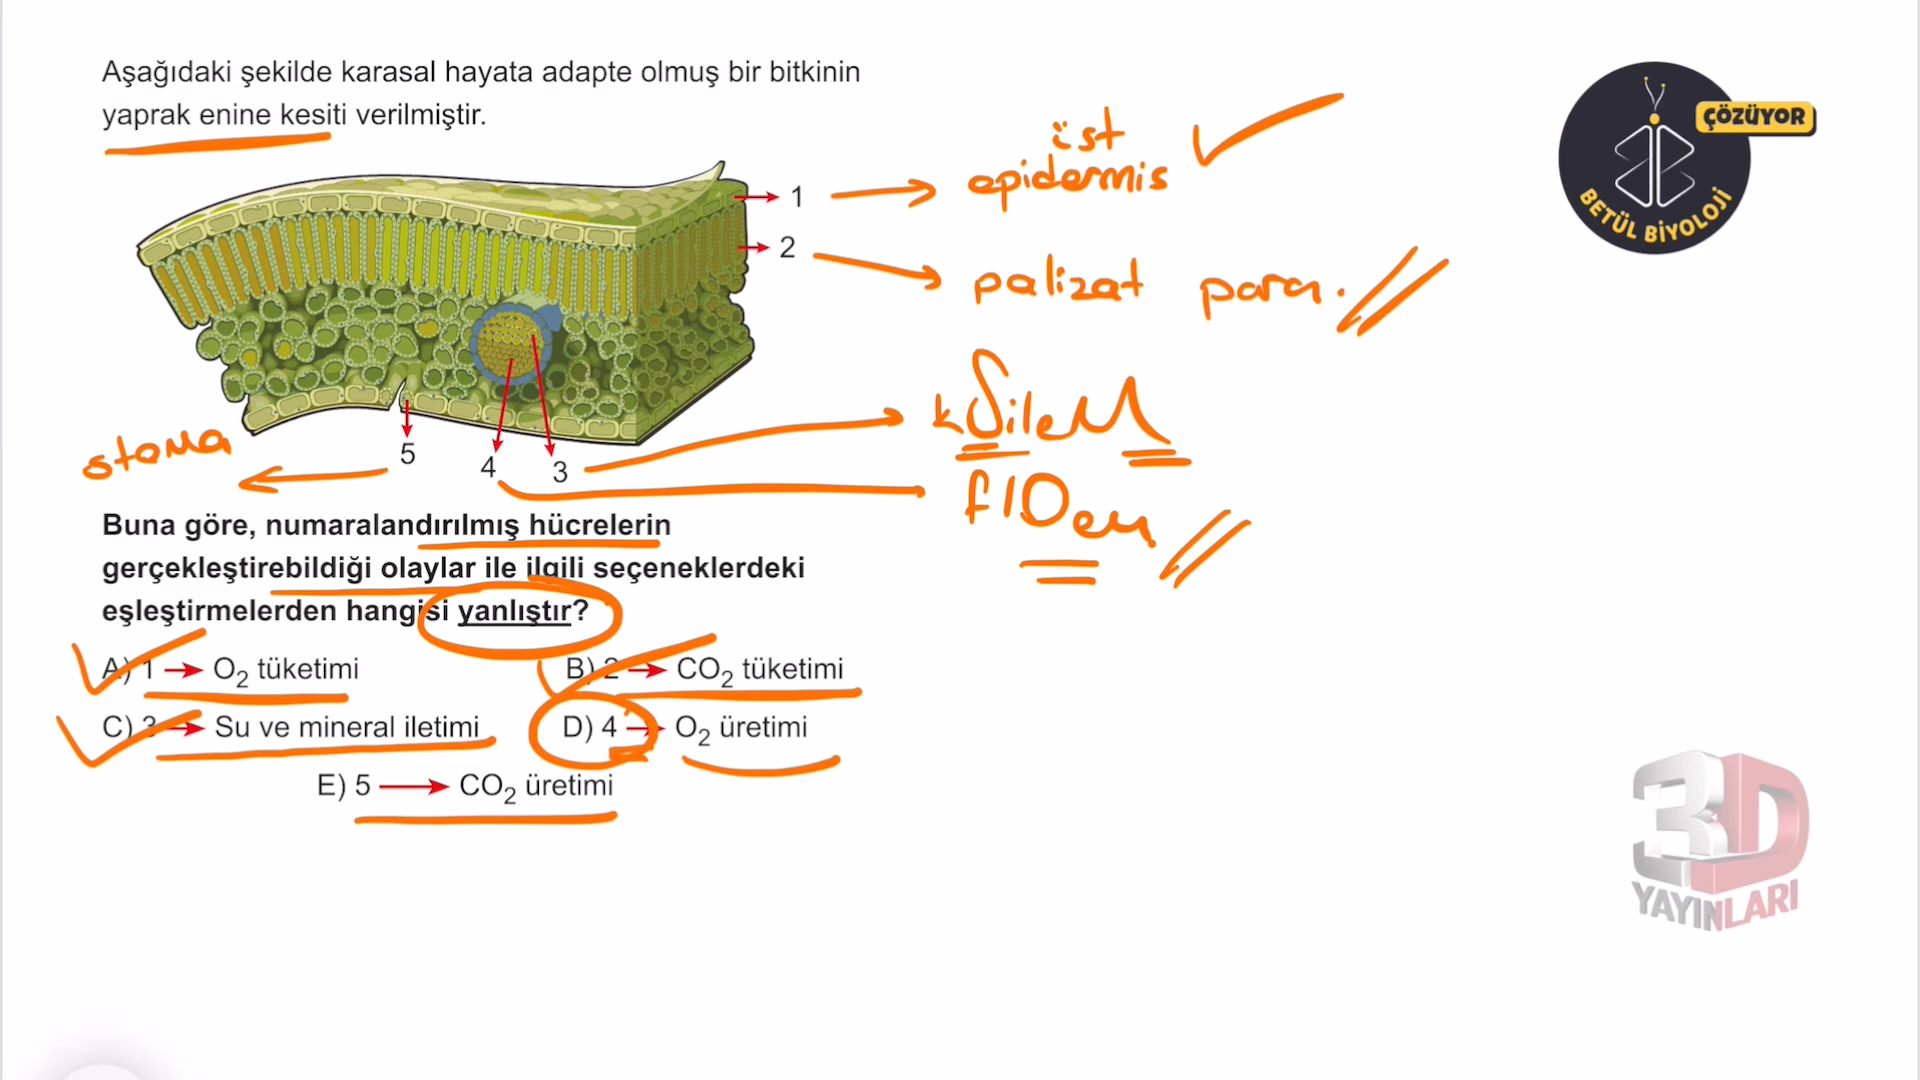 Aşağıdaki şekilde karasal hayata adapte olmuş bir bitkinin
yaprak enine kesiti verilmiştir.
ÇÖZÜYOR
BETÜL BİYOLOJİ
1
üst
epidermis
2
palizat para.
ksileM
5
4
3
stoma
flOem
Buna göre, numaralandırılmış hücrelerin
gerçekleştirebildiği olaylar ile ilgili seçeneklerdeki
eşleştirmelerden hangisi yanlıştır?
A) 1 → O₂ tüketimi
B) 2 → CO₂ tüketimi
C) 3 → Su ve mineral iletimi
D) 4 → O₂ üretimi
E) 5 → CO₂ üretimi
3D
YAYINLARI